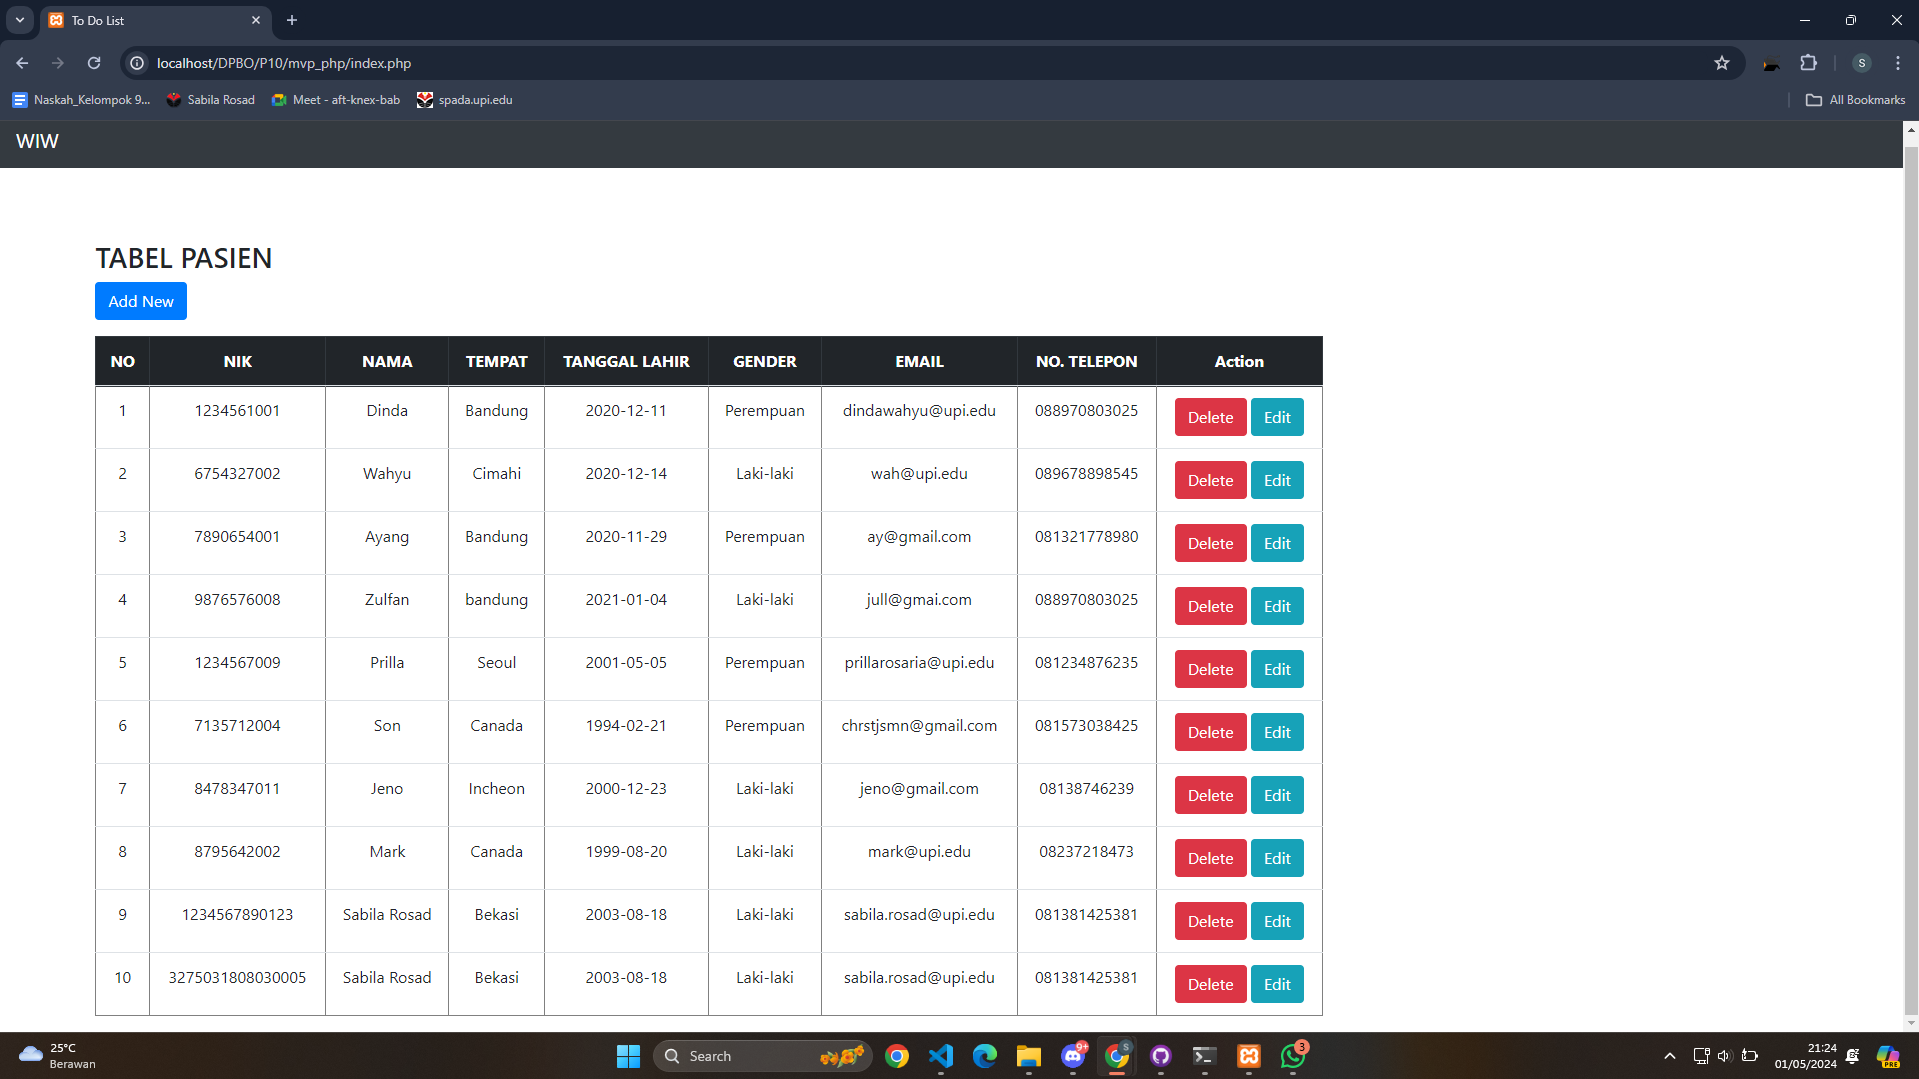 To Do List
localhost/DPBO/P10/mvp_php/index.php
S
Naskah_Kelompok 9... Sabila Rosad Meet - aft-knex-bab spada.upi.edu All Bookmarks
WIW
TABEL PASIEN
Add New
NO NIK NAMA TEMPAT TANGGAL LAHIR GENDER EMAIL NO. TELEPON Action
1 1234561001 Dinda Bandung 2020-12-11 Perempuan dindawahyu@upi.edu 088970803025 Delete Edit
2 6754327002 Wahyu Cimahi 2020-12-14 Laki-laki wah@upi.edu 089678898545 Delete Edit
3 7890654001 Ayang Bandung 2020-11-29 Perempuan ay@gmail.com 081321778980 Delete Edit
4 9876576008 Zulfan bandung 2021-01-04 Laki-laki jull@gmai.com 088970803025 Delete Edit
5 1234567009 Prilla Seoul 2001-05-05 Perempuan prillarosaria@upi.edu 081234876235 Delete Edit
6 7135712004 Son Canada 1994-02-21 Perempuan chrstjsmn@gmail.com 081573038425 Delete Edit
7 8478347011 Jeno Incheon 2000-12-23 Laki-laki jeno@gmail.com 08138746239 Delete Edit
8 8795642002 Mark Canada 1999-08-20 Laki-laki mark@upi.edu 08237218473 Delete Edit
9 1234567890123 Sabila Rosad Bekasi 2003-08-18 Laki-laki sabila.rosad@upi.edu 081381425381 Delete Edit
10 3275031808030005 Sabila Rosad Bekasi 2003-08-18 Laki-laki sabila.rosad@upi.edu 081381425381 Delete Edit
25°C
Berawan
Search
9+
S
3
21:24
01/05/2024
PRE